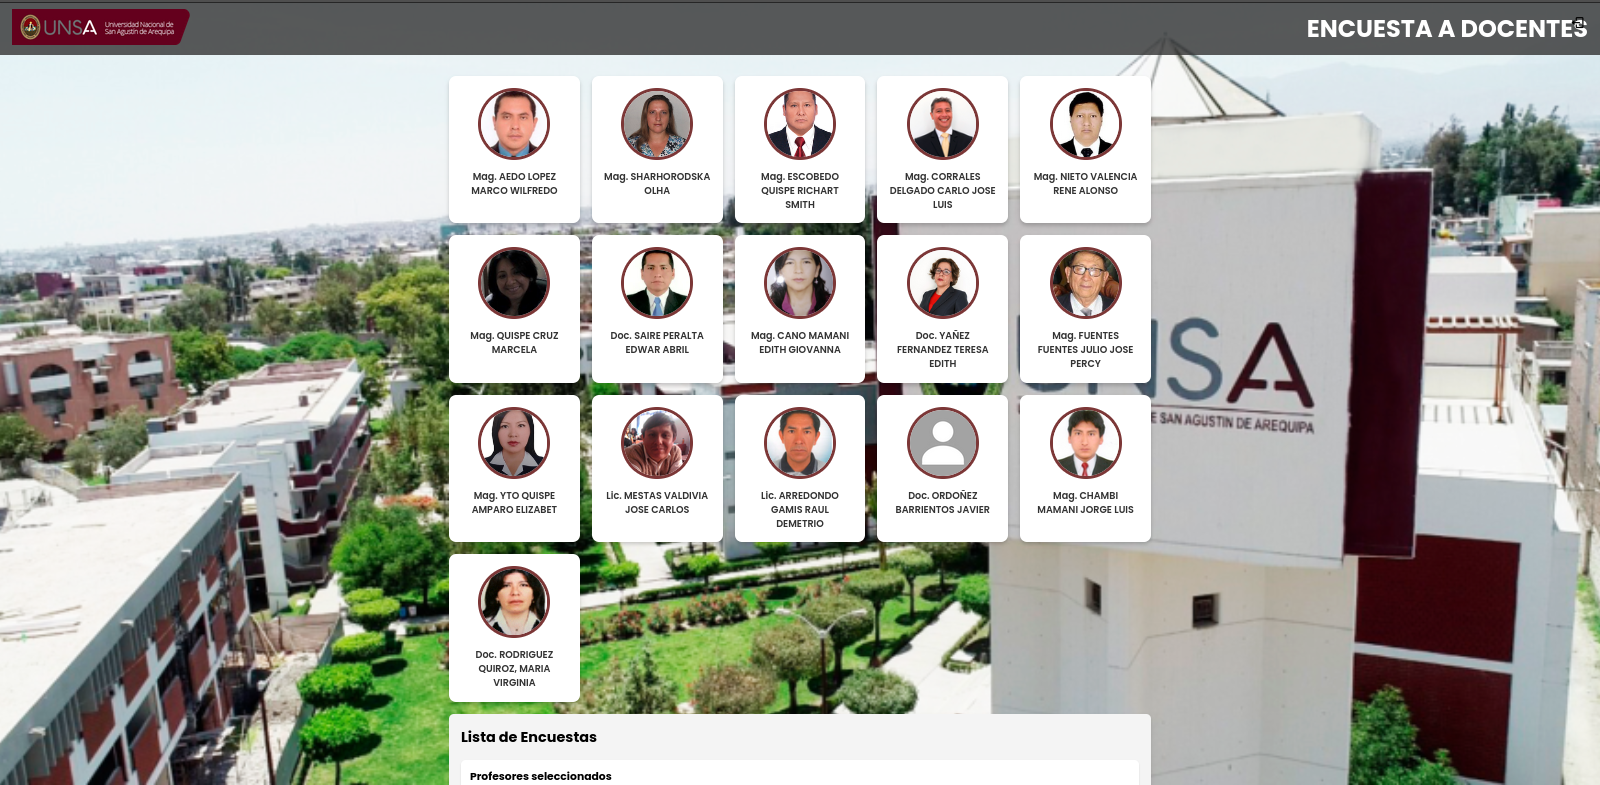 UNSA Universidad Nacional de
San Agustín de Arequipa
ENCUESTA A DOCENTES
Mag. AEDO LOPEZ
MARCO WILFREDO
Mag. SHARHORODSKA
OLHA
Mag. ESCOBEDO
QUISPE RICHART
SMITH
Mag. CORRALES
DELGADO CARLO JOSE
LUIS
Mag. NIETO VALENCIA
RENE ALONSO
Mag. QUISPE CRUZ
MARCELA
Doc. SAIRE PERALTA
EDWAR ABRIL
Mag. CANO MAMANI
EDITH GIOVANNA
Doc. YAÑEZ
FERNANDEZ TERESA
EDITH
Mag. FUENTES
FUENTES JULIO JOSE
PERCY
UNSA
DE SAN AGUSTIN DE AREQUIPA
Mag. YTO QUISPE
AMPARO ELIZABET
Lic. MESTAS VALDIVIA
JOSE CARLOS
Lic. ARREDONDO
GAMIS RAUL
DEMETRIO
Doc. ORDOÑEZ
BARRIENTOS JAVIER
Mag. CHAMBI
MAMANI JORGE LUIS
Doc. RODRIGUEZ
QUIROZ, MARIA
VIRGINIA
Lista de Encuestas
Profesores seleccionados